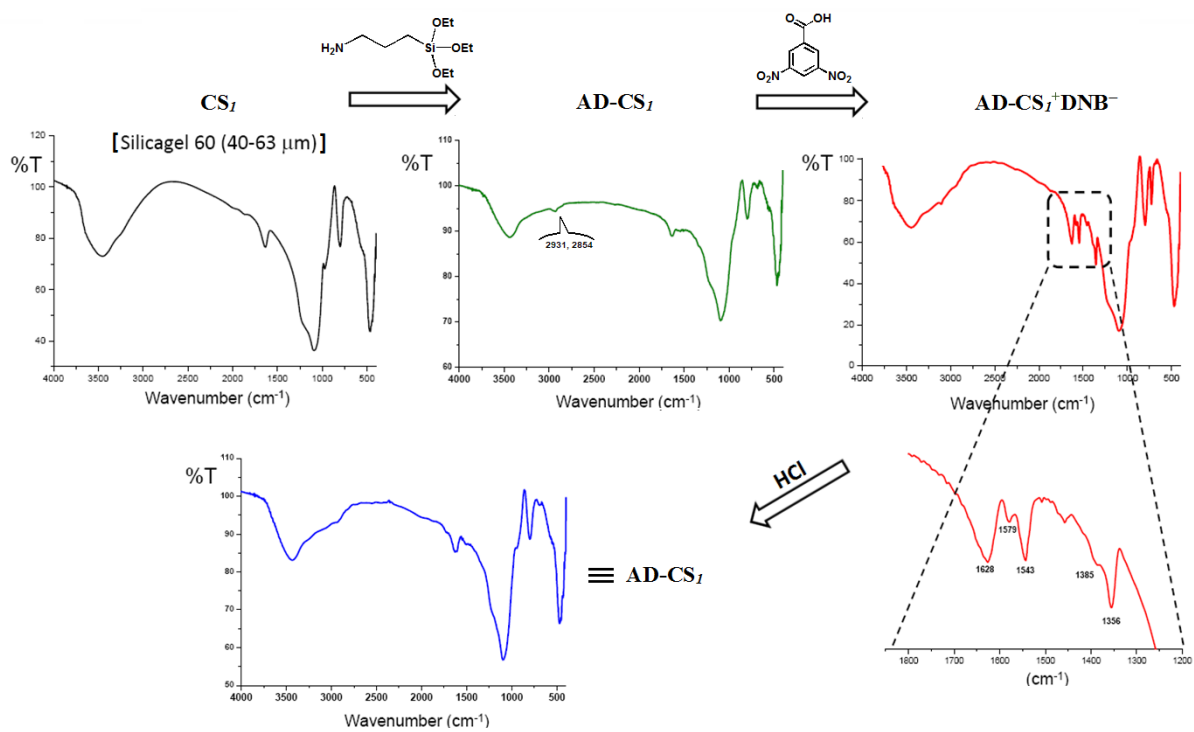 H₂N
Si
OEt
OEt
OEt
O
OH
O₂N
NO₂
CS₁
AD-CS₁
AD-CS₁⁺DNB⁻
[Silicagel 60 (40-63 μm)]
%T
120
100
80
60
40
4000 3500 3000 2500 2000 1500 1000 500
Wavenumber (cm⁻¹)
%T
110
100
90
80
70
60
2931, 2854
4000 3500 3000 2500 2000 1500 1000 500
Wavenumber (cm⁻¹)
%T
100
80
60
40
20
0
4000 3500 3000 2500 2000 1500 1000 500
Wavenumber (cm⁻¹)
HCl
%T
110
100
90
80
70
60
50
4000 3500 3000 2500 2000 1500 1000 500
Wavenumber (cm⁻¹)
≡ AD-CS₁
1628
1579
1543
1385
1356
1800 1700 1600 1500 1400 1300 1200
(cm⁻¹)